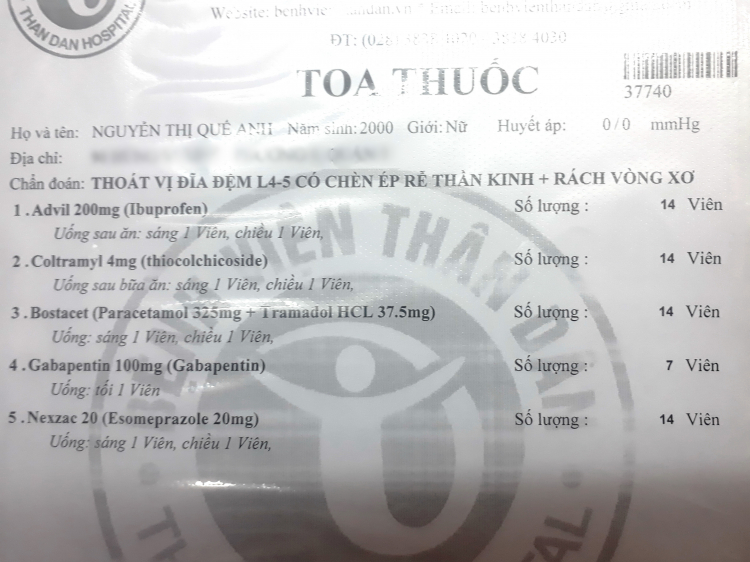 THAN DAN HOSPITAL
Website:
ĐT:
TOA THUỐC
37740
Họ và tên: NGUYỄN THỊ QUẾ ANH Năm sinh: 2000 Giới: Nữ Huyết áp: 0/0 mmHg
Địa chỉ:
Chẩn đoán: THOÁT VỊ ĐĨA ĐỆM L4-5 CÓ CHÈN ÉP RỄ THẦN KINH + RÁCH VÒNG XƠ
1. Advil 200mg (Ibuprofen) Số lượng : 14 Viên
Uống sau ăn: sáng 1 Viên, chiều 1 Viên,
2. Coltramyl 4mg (thiocolchicoside) Số lượng : 14 Viên
Uống sau bữa ăn: sáng 1 Viên, chiều 1 Viên,
3. Bostacet (Paracetamol 325mg + Tramadol HCL 37.5mg) Số lượng : 14 Viên
Uống: sáng 1 Viên, chiều 1 Viên,
4. Gabapentin 100mg (Gabapentin) Số lượng : 7 Viên
Uống: tối 1 Viên
5. Nexzac 20 (Esomeprazole 20mg) Số lượng : 14 Viên
Uống: sáng 1 Viên, chiều 1 Viên,
BỆNH VIỆN THÂN DÂN